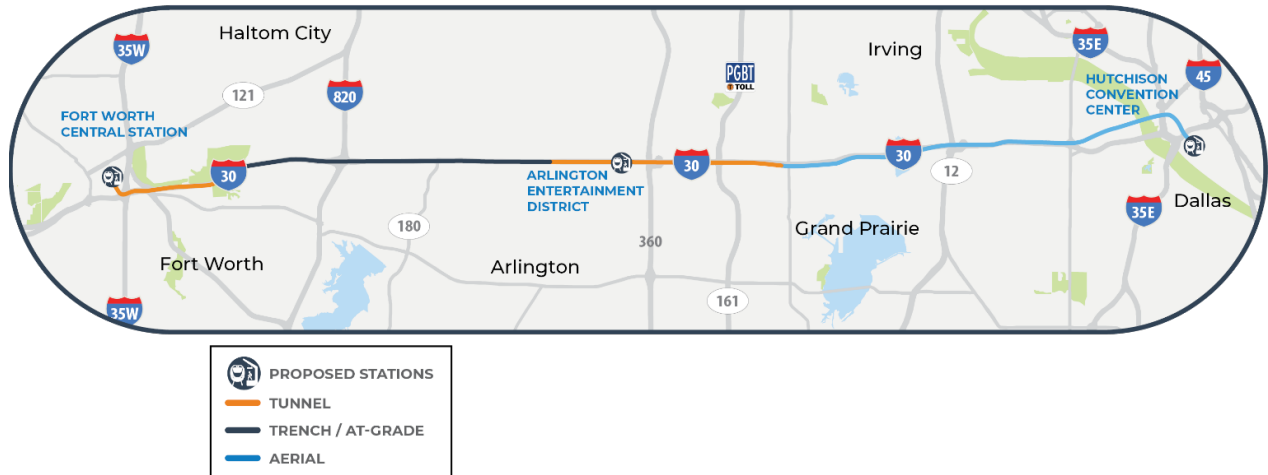 Haltom City
35W
121
820
PGBT
TOLL
Irving
35E
45
HUTCHISON
CONVENTION
CENTER
FORT WORTH
CENTRAL STATION
30
30
30
12
ARLINGTON
ENTERTAINMENT
DISTRICT
35E
Dallas
180
360
Grand Prairie
Fort Worth
Arlington
161
35W
PROPOSED STATIONS
TUNNEL
TRENCH / AT-GRADE
AERIAL